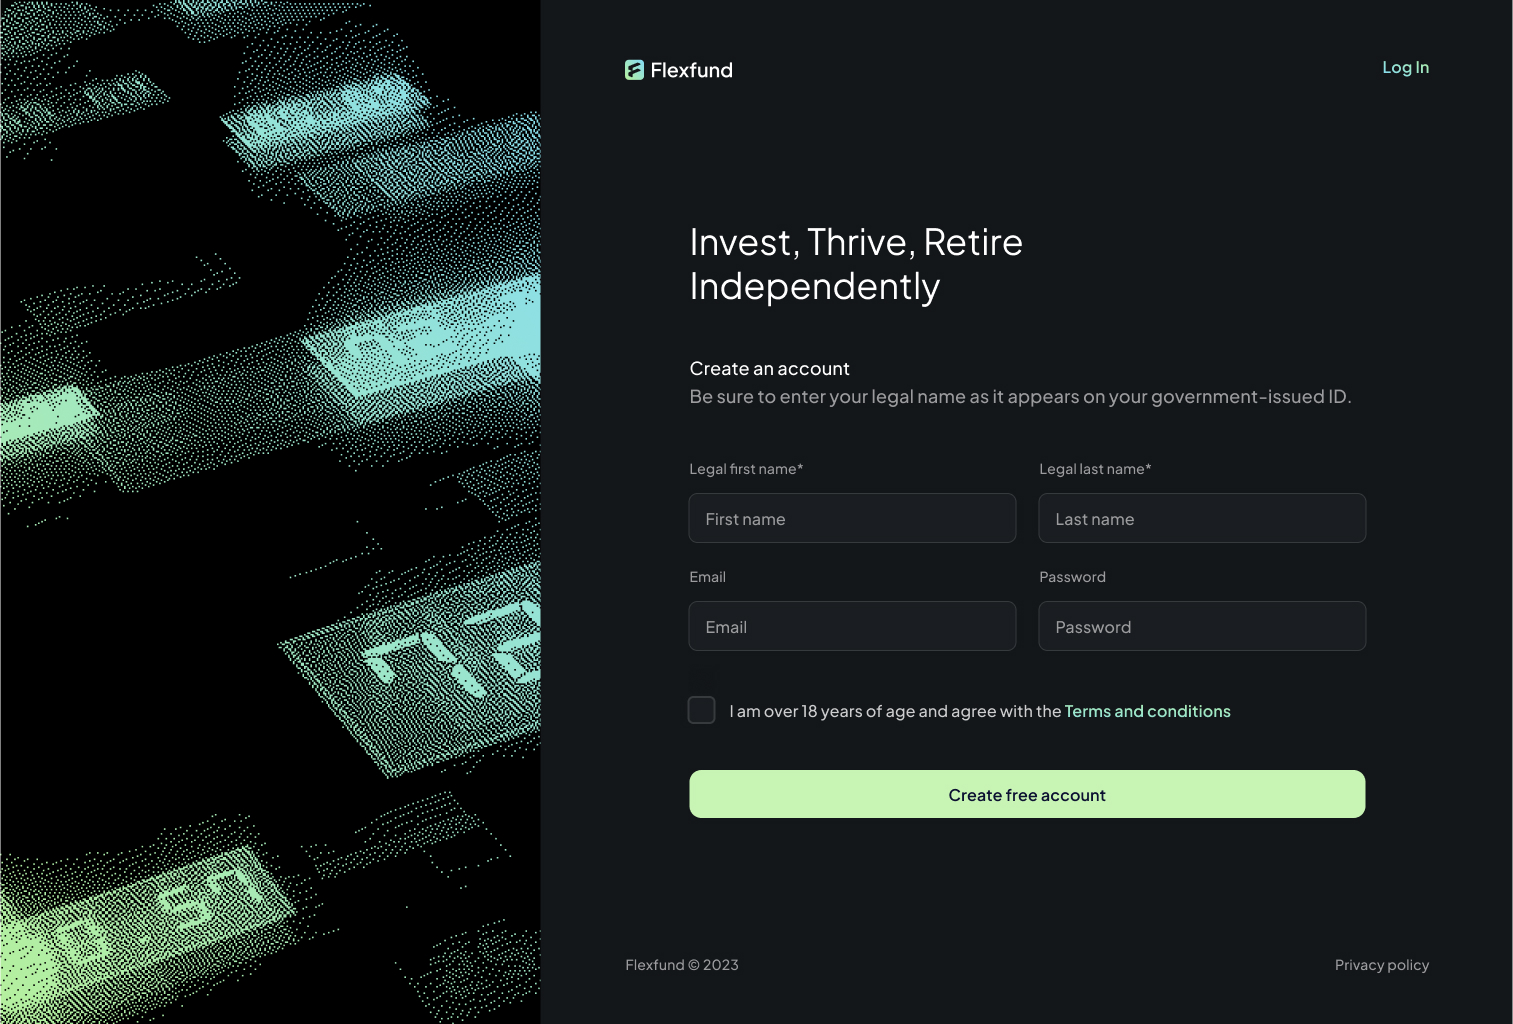 Flexfund
Log In
Invest, Thrive, Retire
Independently
Create an account
Be sure to enter your legal name as it appears on your government-issued ID.
Legal first name*
Legal last name*
First name
Last name
Email
Password
Email
Password
I am over 18 years of age and agree with the Terms and conditions
Create free account
Flexfund © 2023
Privacy policy